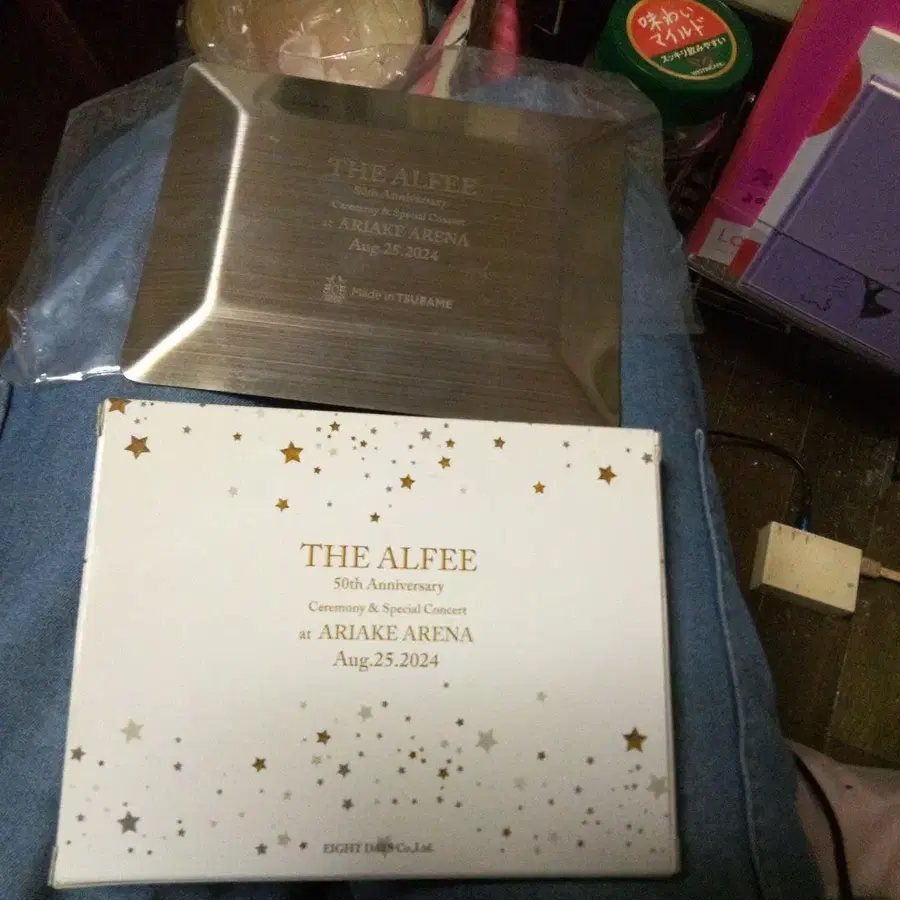 味わい
マイルド
スッキリ飲みやすい
THE ALFEE
50th Anniversary
Ceremony & Special Concert
at ARIAKE ARENA
Aug.25.2024
Made in TSUBAME
THE ALFEE
50th Anniversary
Ceremony & Special Concert
at ARIAKE ARENA
Aug.25.2024
EIGHT DAYS Co.,Ltd.